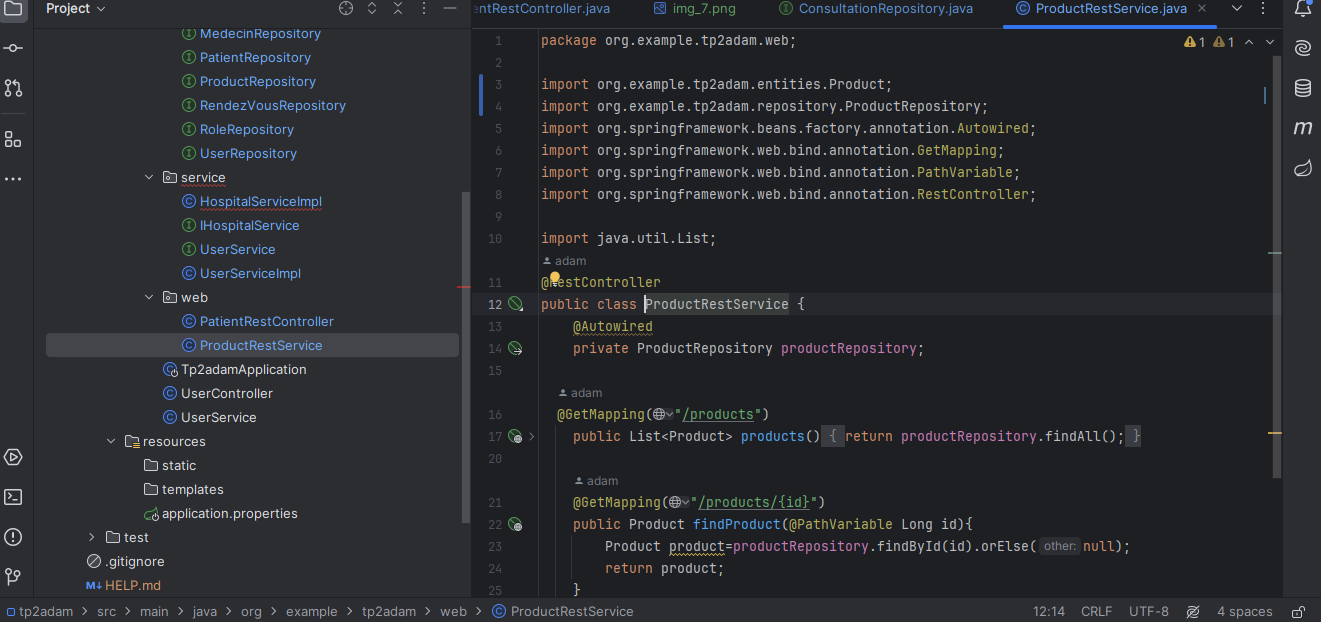 Project
MedecinRepository
PatientRepository
ProductRepository
RendezVousRepository
RoleRepository
UserRepository
service
HospitalServiceImpl
IHospitalService
UserService
UserServiceImpl
web
PatientRestController
ProductRestService
Tp2adamApplication
UserController
UserService
resources
static
templates
application.properties
test
.gitignore
M↓ HELP.md
entRestController.java
img_7.png
ConsultationRepository.java
ProductRestService.java
1 package org.example.tp2adam.web;
1 1
2
3 import org.example.tp2adam.entities.Product;
4 import org.example.tp2adam.repository.ProductRepository;
5 import org.springframework.beans.factory.annotation.Autowired;
6 import org.springframework.web.bind.annotation.GetMapping;
7 import org.springframework.web.bind.annotation.PathVariable;
8 import org.springframework.web.bind.annotation.RestController;
9
10 import java.util.List;
adam
11 @RestController
12 public class ProductRestService {
13 @Autowired
14 private ProductRepository productRepository;
15
adam
16 @GetMapping("/products")
17 public List<Product> products() { return productRepository.findAll(); }
20
adam
21 @GetMapping("/products/{id}")
22 public Product findProduct(@PathVariable Long id){
23 Product product=productRepository.findById(id).orElse( other: null);
24 return product;
25 }
m
tp2adam > src > main > java > org > example > tp2adam > web > ProductRestService
12:14 CRLF UTF-8 4 spaces